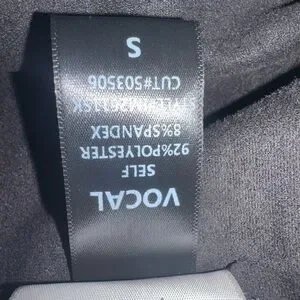 VOCAL
SELF
92%POLYESTER
8%SPANDEX
CUT#503506
S